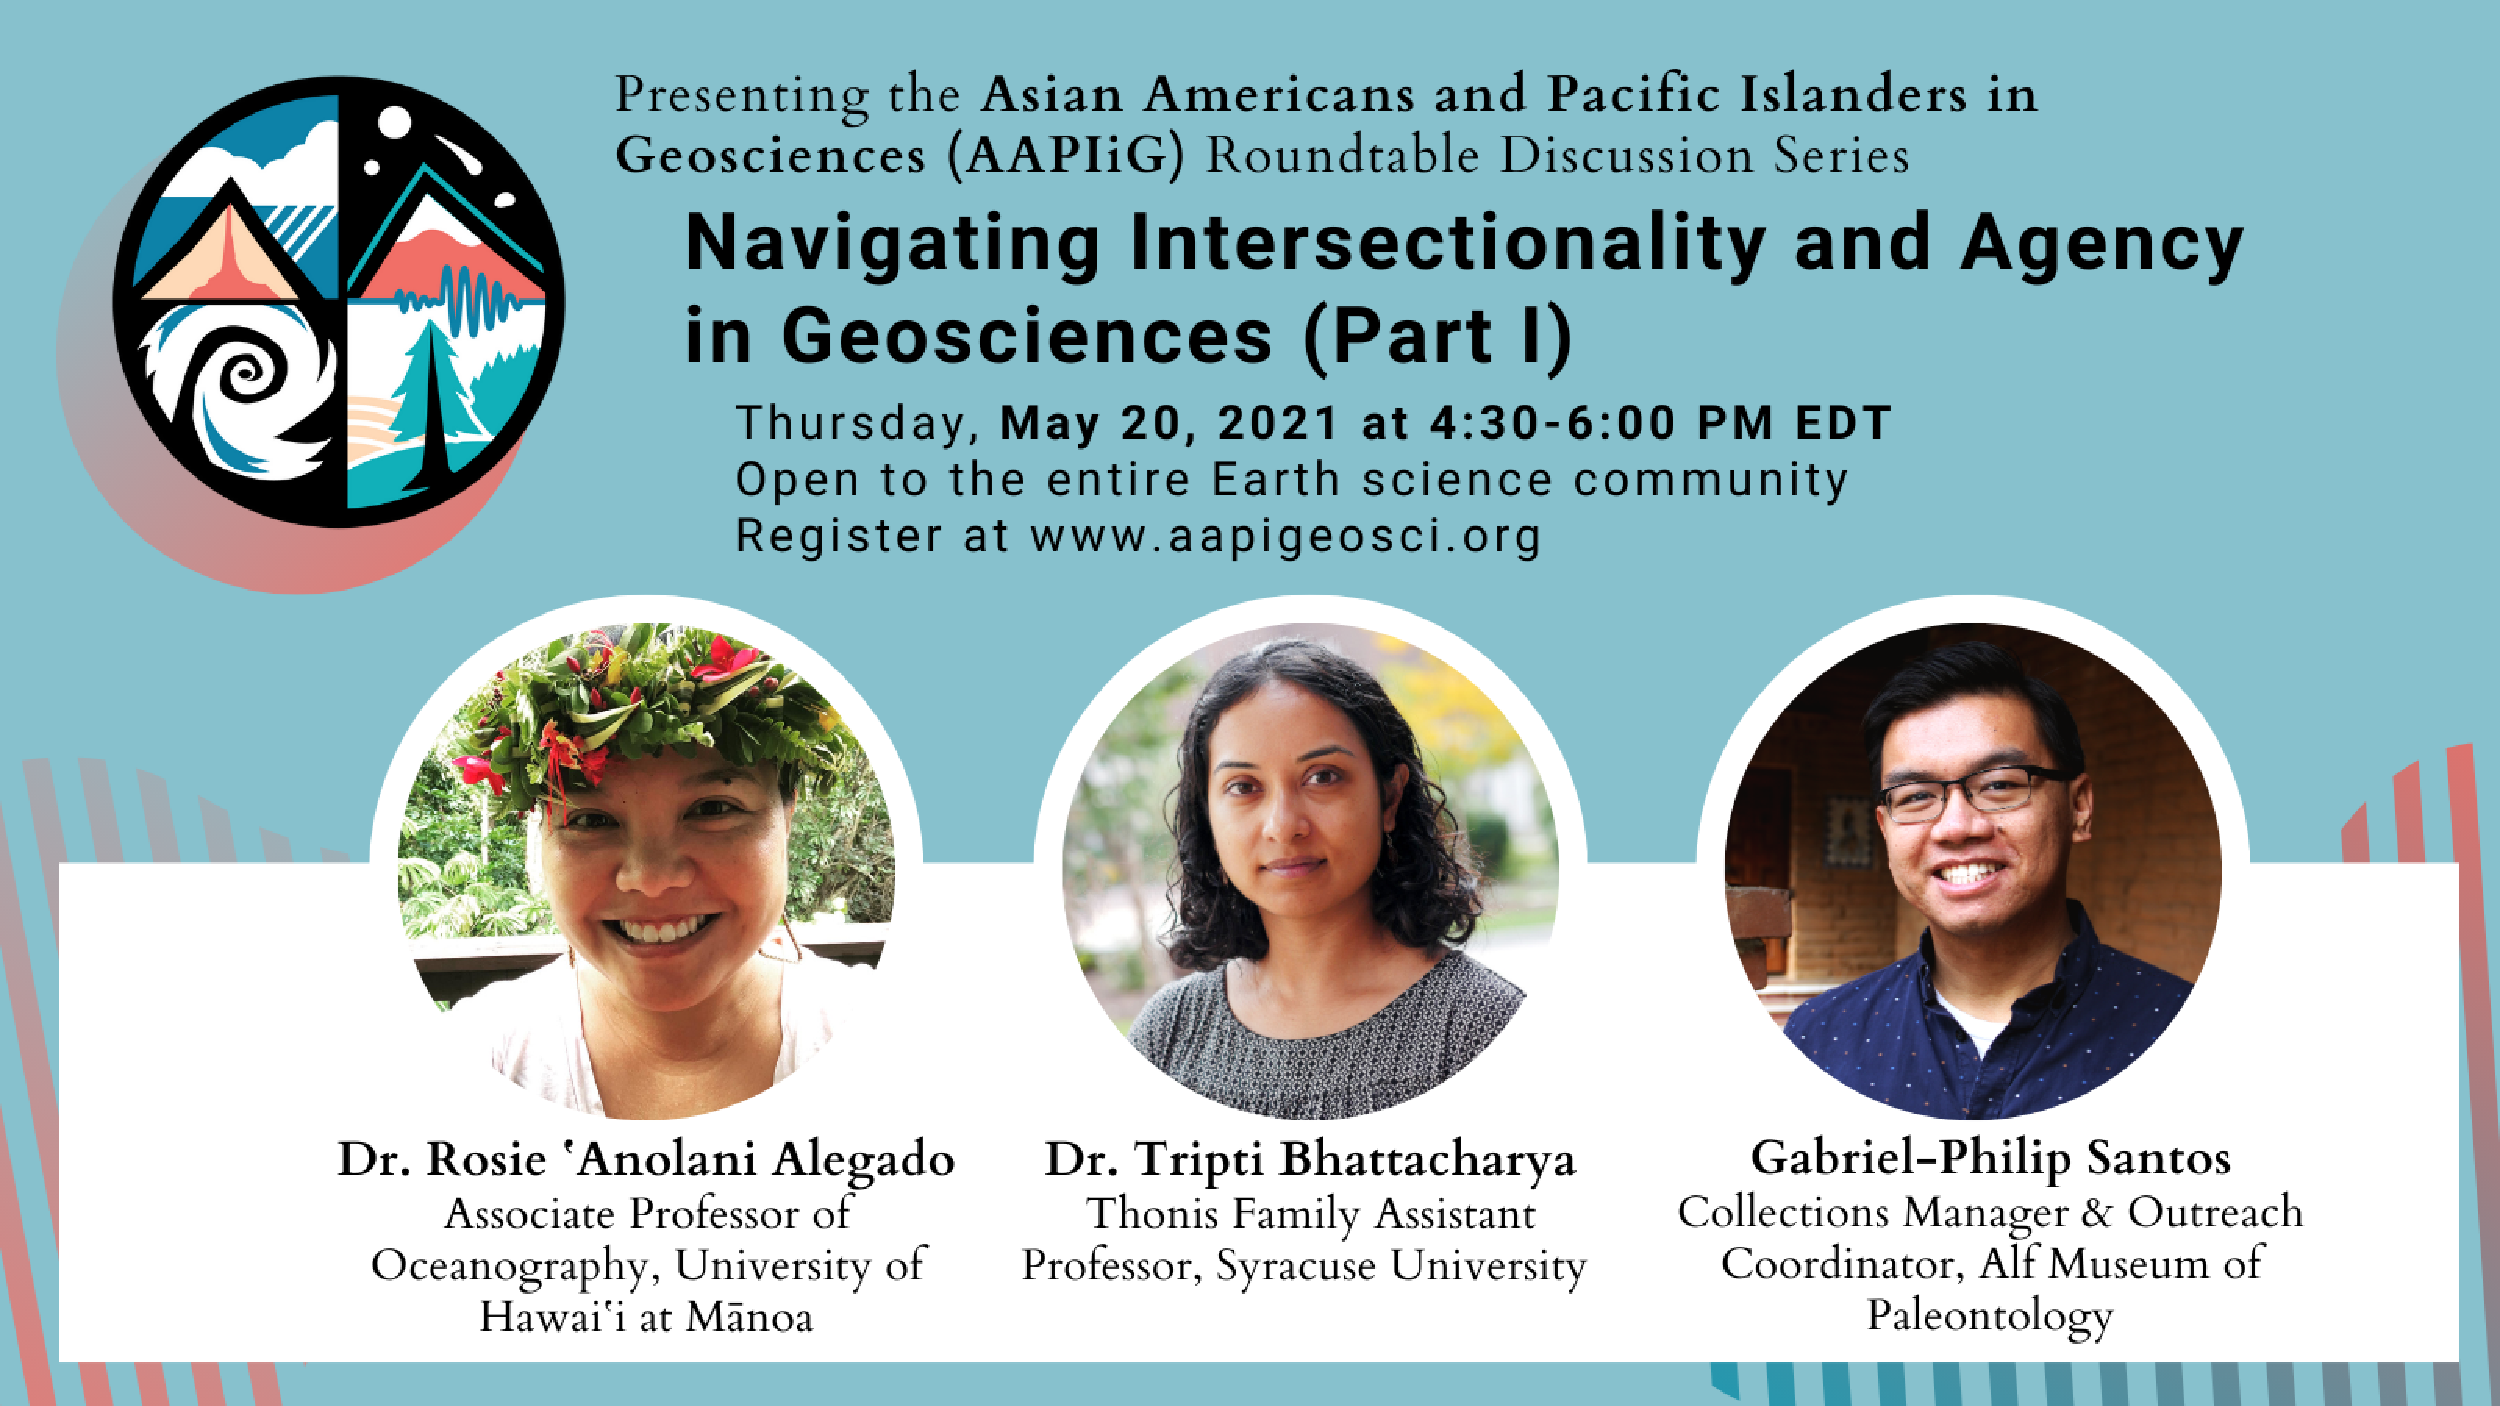 Presenting the Asian Americans and Pacific Islanders in
Geosciences (AAPIiG) Roundtable Discussion Series
Navigating Intersectionality and Agency
in Geosciences (Part I)
Thursday, May 20, 2021 at 4:30-6:00 PM EDT
Open to the entire Earth science community
Register at www.aapigeosci.org
Dr. Rosie ʽAnolani Alegado
Associate Professor of
Oceanography, University of
Hawaiʽi at Mānoa
Dr. Tripti Bhattacharya
Thonis Family Assistant
Professor, Syracuse University
Gabriel-Philip Santos
Collections Manager & Outreach
Coordinator, Alf Museum of
Paleontology